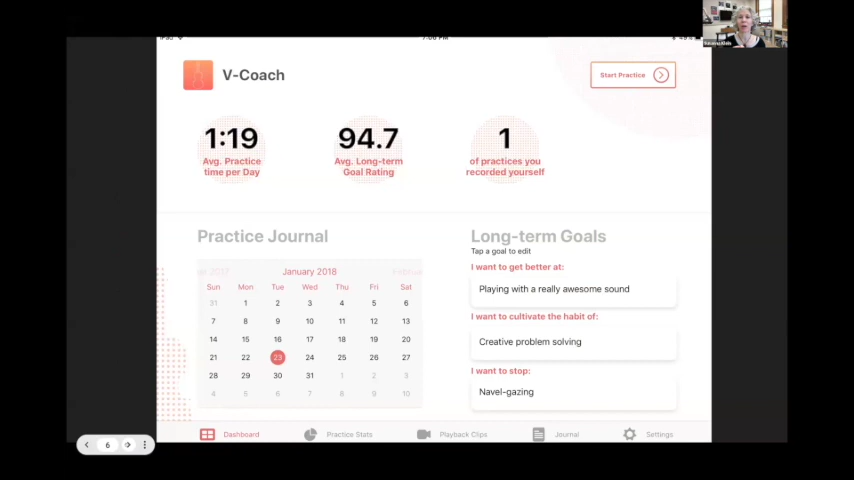 iPad
7:06 PM
49%
V-Coach
Start Practice
1:19
94.7
1
Avg. Practice
time per Day
Avg. Long-term
Goal Rating
of practices you
recorded yourself
Practice Journal
January 2018
Sun Mon Tue Wed Thu Fri Sat
31 1 2 3 4 5 6
7 8 9 10 11 12 13
14 15 16 17 18 19 20
21 22 23 24 25 26 27
28 29 30 31 1 2 3
4 5 6 7 8 9 10
Long-term Goals
Tap a goal to edit
I want to get better at:
Playing with a really awesome sound
I want to cultivate the habit of:
Creative problem solving
I want to stop:
Navel-gazing
6
Dashboard
Practice Stats
Playback Clips
Journal
Settings